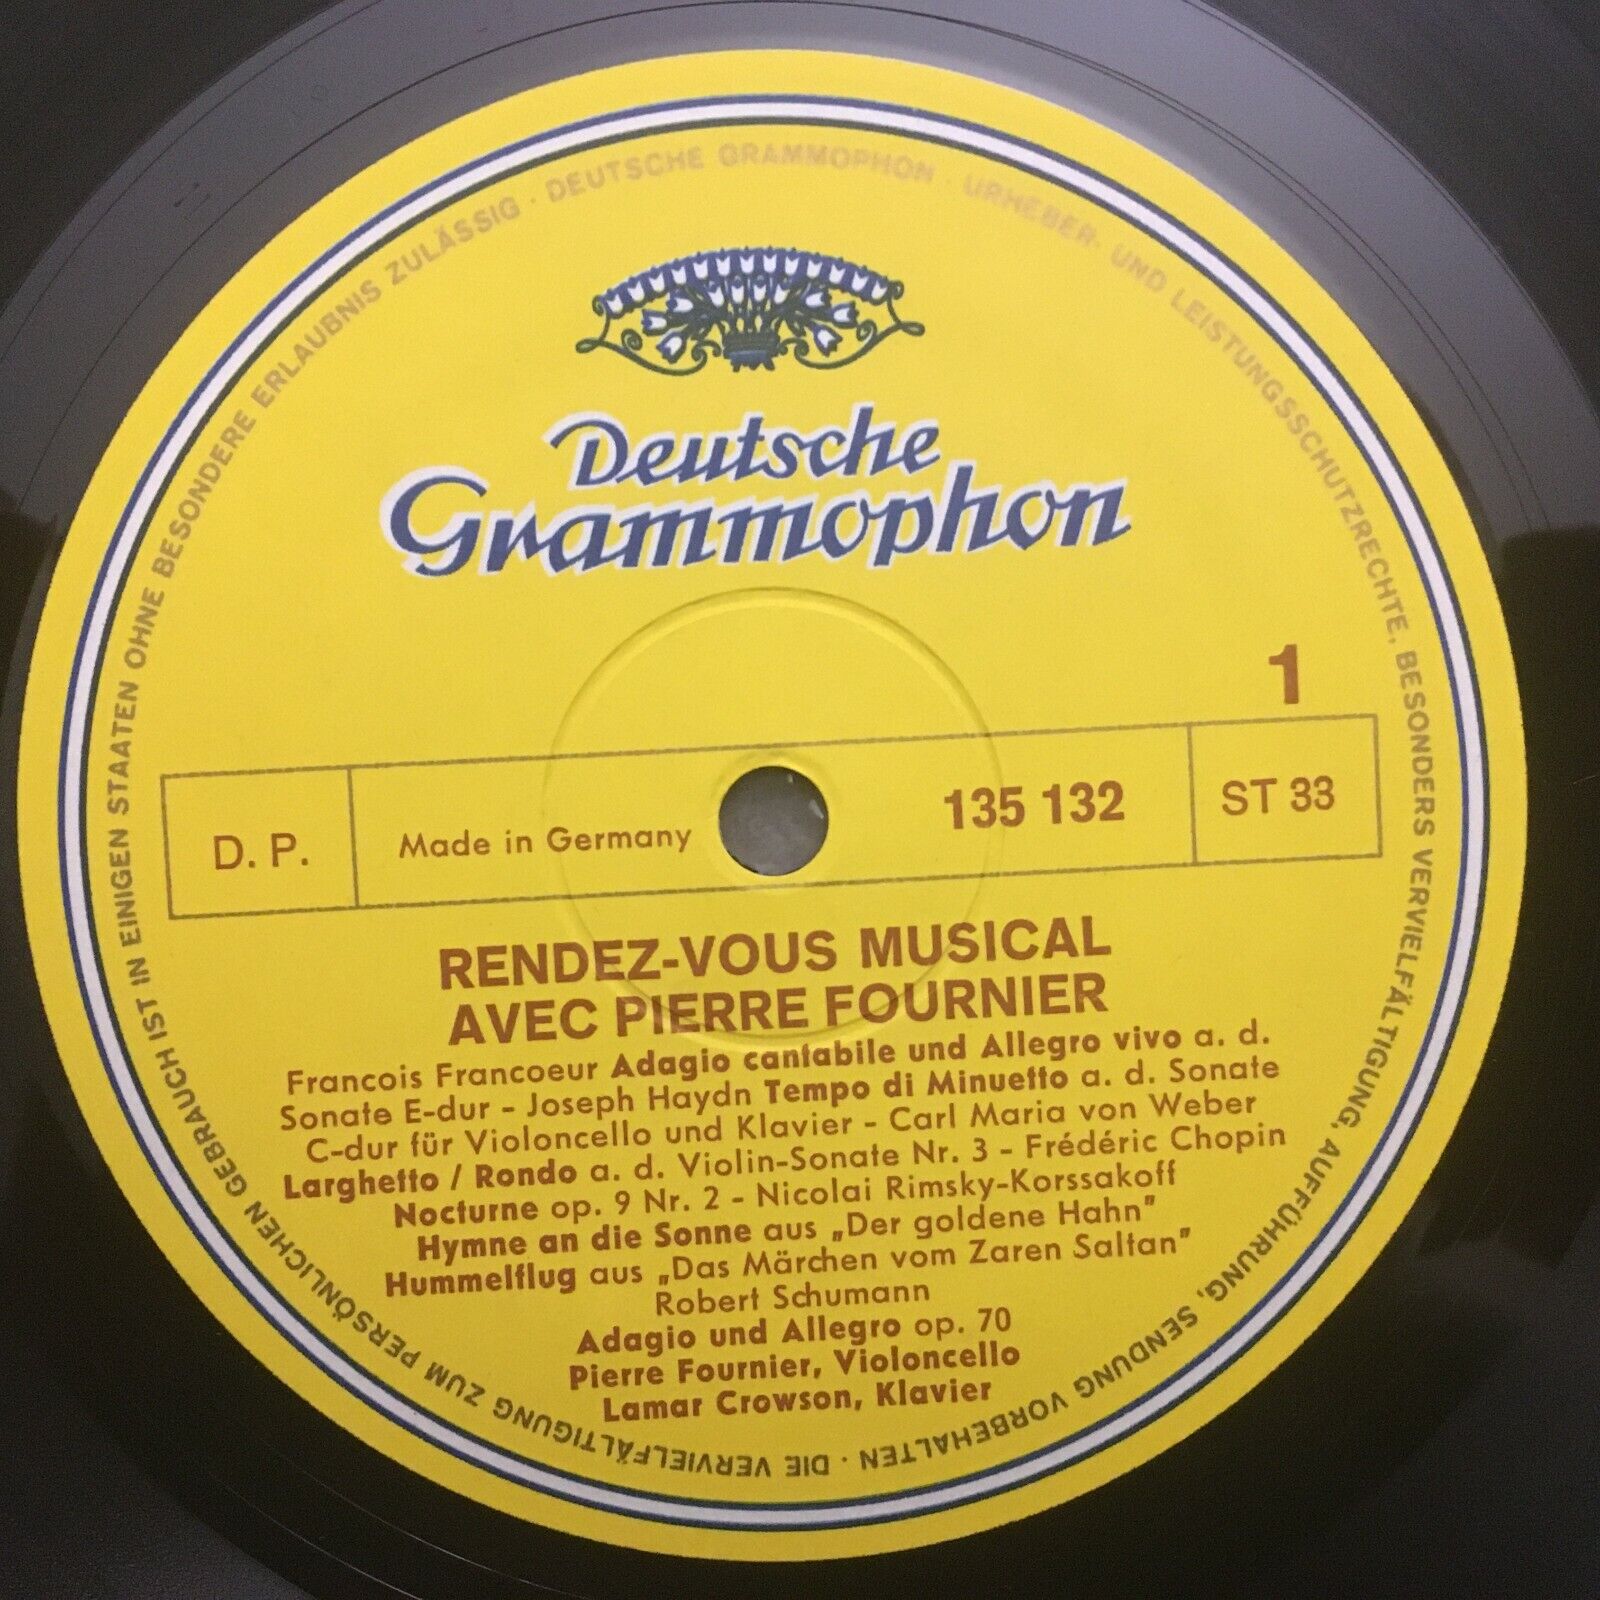 DEUTSCHE GRAMMOPHON · URHEBER- UND LEISTUNGSSCHUTZRECHTE, BESONDERS VERVIELFÄLTIGUNG, AUFFÜHRUNG, SENDUNG VORBEHALTEN · DIE VERVIELFÄLTIGUNG ZUM PERSÖNLICHEN GEBRAUCH IST IN EINIGEN STAATEN OHNE BESONDERE ERLAUBNIS ZULÄSSIG ·
Deutsche
Grammophon
1
D. P. Made in Germany 135 132 ST 33
RENDEZ-VOUS MUSICAL
AVEC PIERRE FOURNIER
Francois Francoeur Adagio cantabile und Allegro vivo a. d.
Sonate E-dur - Joseph Haydn Tempo di Minuetto a. d. Sonate
C-dur für Violoncello und Klavier - Carl Maria von Weber
Larghetto / Rondo a. d. Violin-Sonate Nr. 3 - Frédéric Chopin
Nocturne op. 9 Nr. 2 - Nicolai Rimsky-Korssakoff
Hymne an die Sonne aus „Der goldene Hahn"
Hummelflug aus „Das Märchen vom Zaren Saltan"
Robert Schumann
Adagio und Allegro op. 70
Pierre Fournier, Violoncello
Lamar Crowson, Klavier